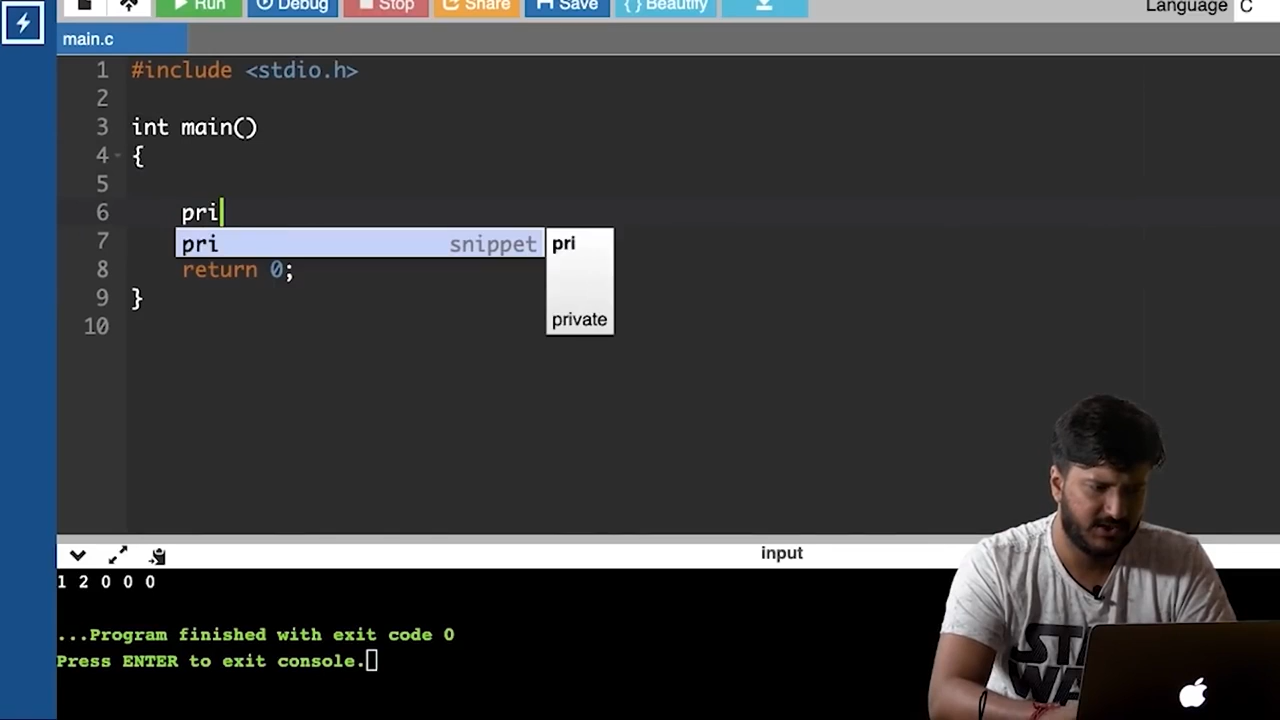 Run Debug Stop Share Save { } Beautify Language C
main.c
1 #include <stdio.h>
2
3 int main()
4 {
5
6 pri
pri snippet pri
7
8 return 0;
private
9 }
10
input
1 2 0 0 0
...Program finished with exit code 0
Press ENTER to exit console.
STAR
WA